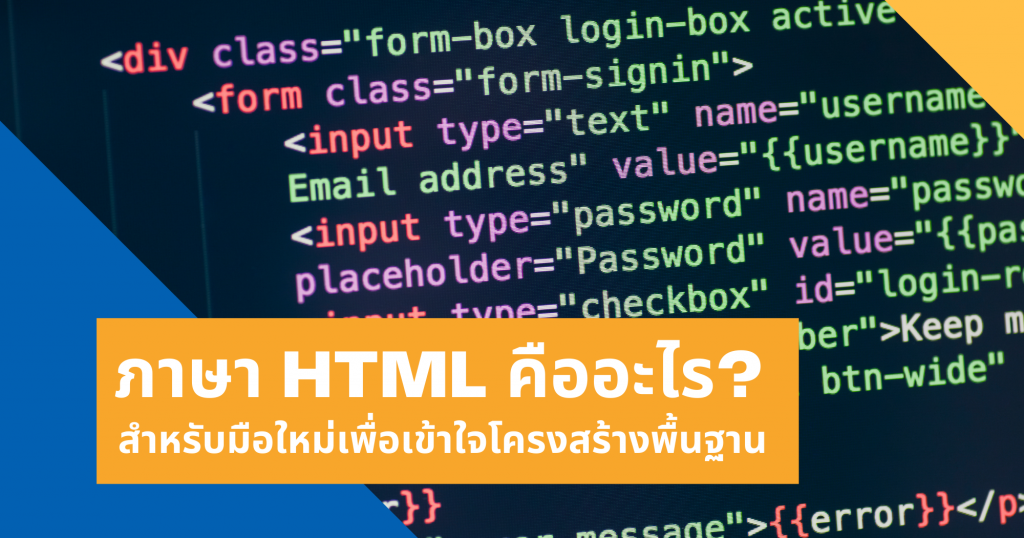 <div class="form-box login-box active
<form class="form-signin">
<input type="text" name="username
Email address" value="{{username}}"
<input type="password" name="passwo
placeholder="Password" value="{{pas
<input type="checkbox" id="login-re
ber">Keep m
btn-wide"
ภาษา HTML คืออะไร?
สำหรับมือใหม่เพื่อเข้าใจโครงสร้างพื้นฐาน
r}}
message">{{error}}</p>